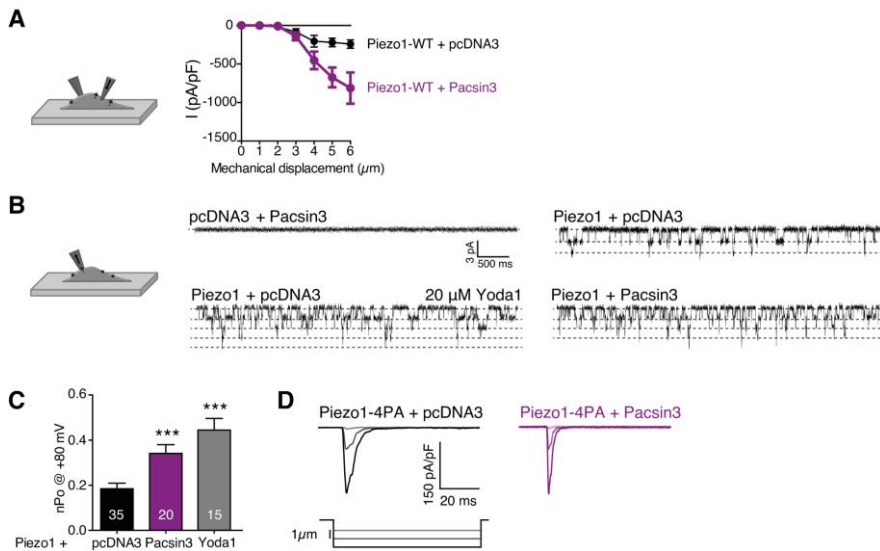 A
0
-500
-1000
-1500
I (pA/pF)
0 1 2 3 4 5 6
Mechanical displacement (µm)
Piezo1-WT + pcDNA3
Piezo1-WT + Pacsin3
B
pcDNA3 + Pacsin3
3 pA
500 ms
Piezo1 + pcDNA3
Piezo1 + pcDNA3 20 µM Yoda1
Piezo1 + Pacsin3
C
0.6
0.4
0.2
0.0
nPo @ +80 mV
***
***
35 20 15
Piezo1 + pcDNA3 Pacsin3 Yoda1
D
Piezo1-4PA + pcDNA3
Piezo1-4PA + Pacsin3
150 pA/pF
20 ms
1µm